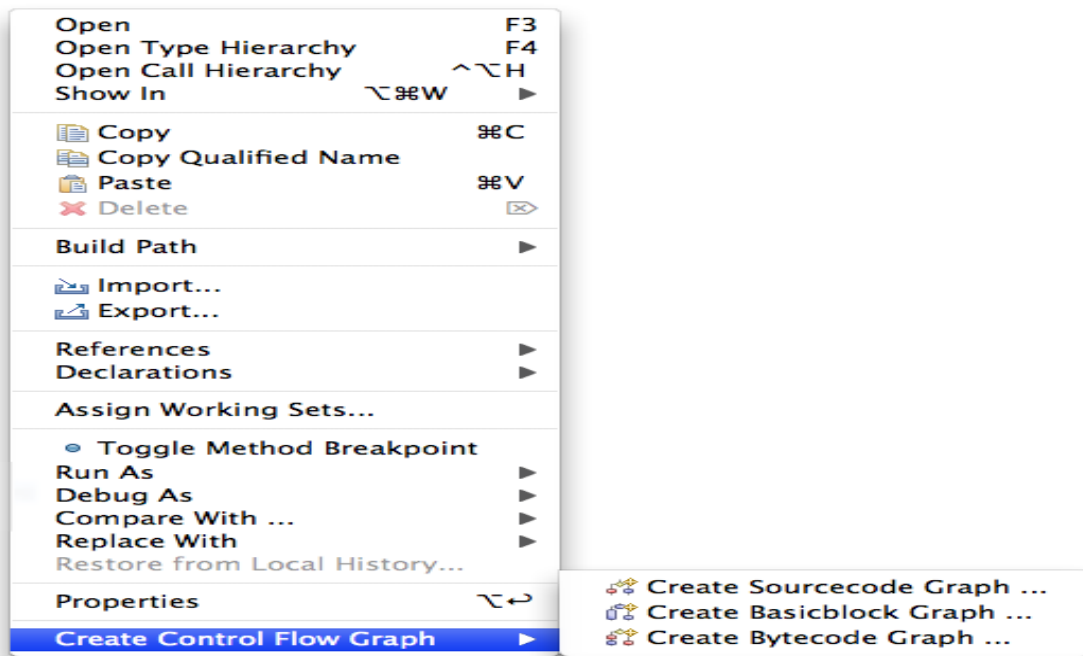 Open F3
Open Type Hierarchy F4
Open Call Hierarchy ^⌥H
Show In ⌥⌘W ▶
Copy ⌘C
Copy Qualified Name
Paste ⌘V
Delete ⌦
Build Path ▶
Import...
Export...
References ▶
Declarations ▶
Assign Working Sets...
Toggle Method Breakpoint
Run As ▶
Debug As ▶
Compare With ... ▶
Replace With ▶
Restore from Local History...
Properties ⌥↩
Create Control Flow Graph ▶
Create Sourcecode Graph ...
Create Basicblock Graph ...
Create Bytecode Graph ...